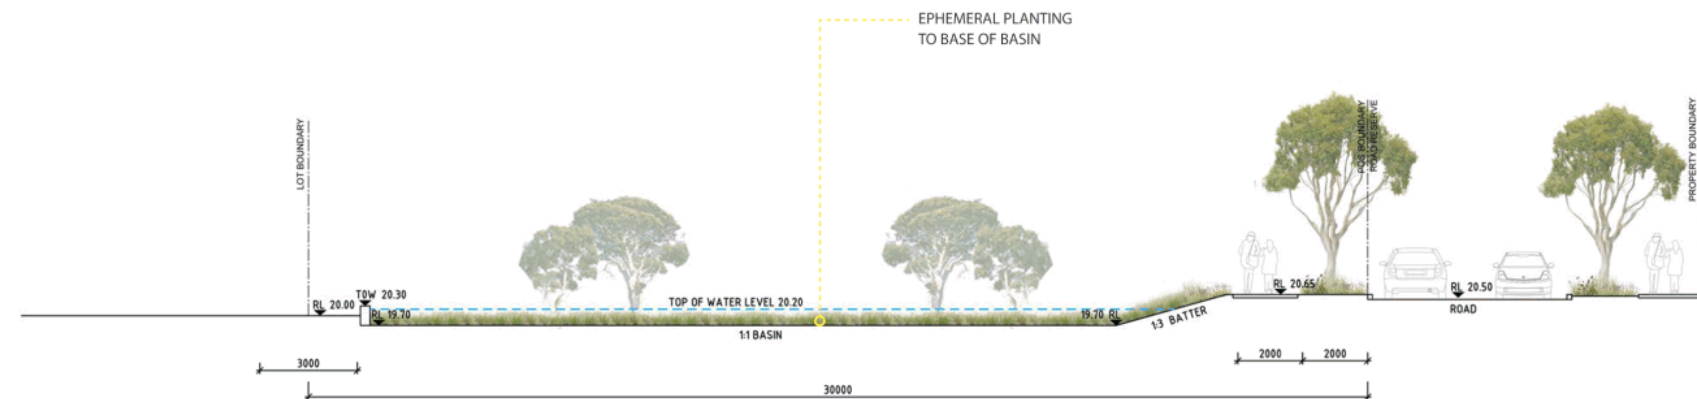 EPHEMERAL PLANTING
TO BASE OF BASIN
LOT BOUNDARY
POS BOUNDARY
ROAD RESERVE
PROPERTY BOUNDARY
RL 20.00
TOW 20.30
RL 19.70
TOP OF WATER LEVEL 20.20
19.70 RL
RL 20.65
RL 20.50
1:1 BASIN
1:3 BATTER
ROAD
3000
2000
2000
30000